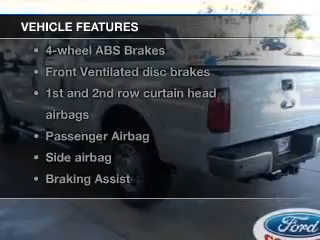 VEHICLE FEATURES
• 4-wheel ABS Brakes
• Front Ventilated disc brakes
• 1st and 2nd row curtain head
airbags
• Passenger Airbag
• Side airbag
• Braking Assist
Ford